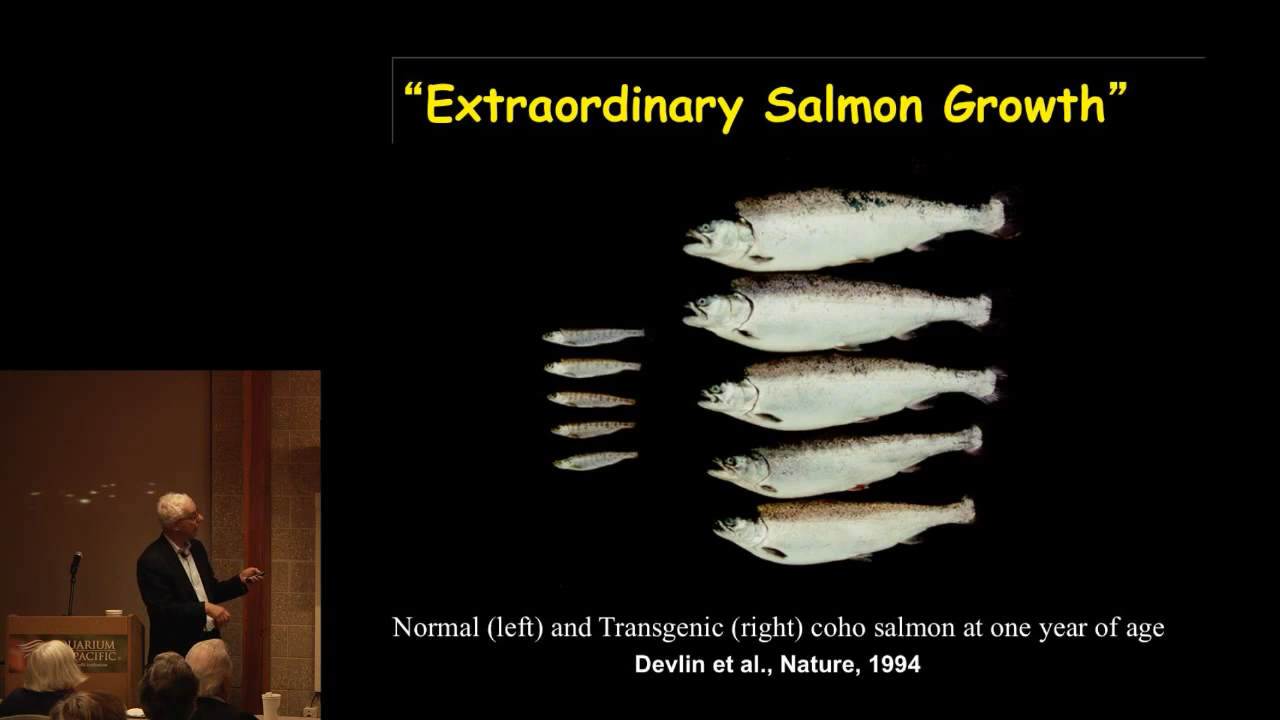 “Extraordinary Salmon Growth”
Normal (left) and Transgenic (right) coho salmon at one year of age
Devlin et al., Nature, 1994
PACIFIC